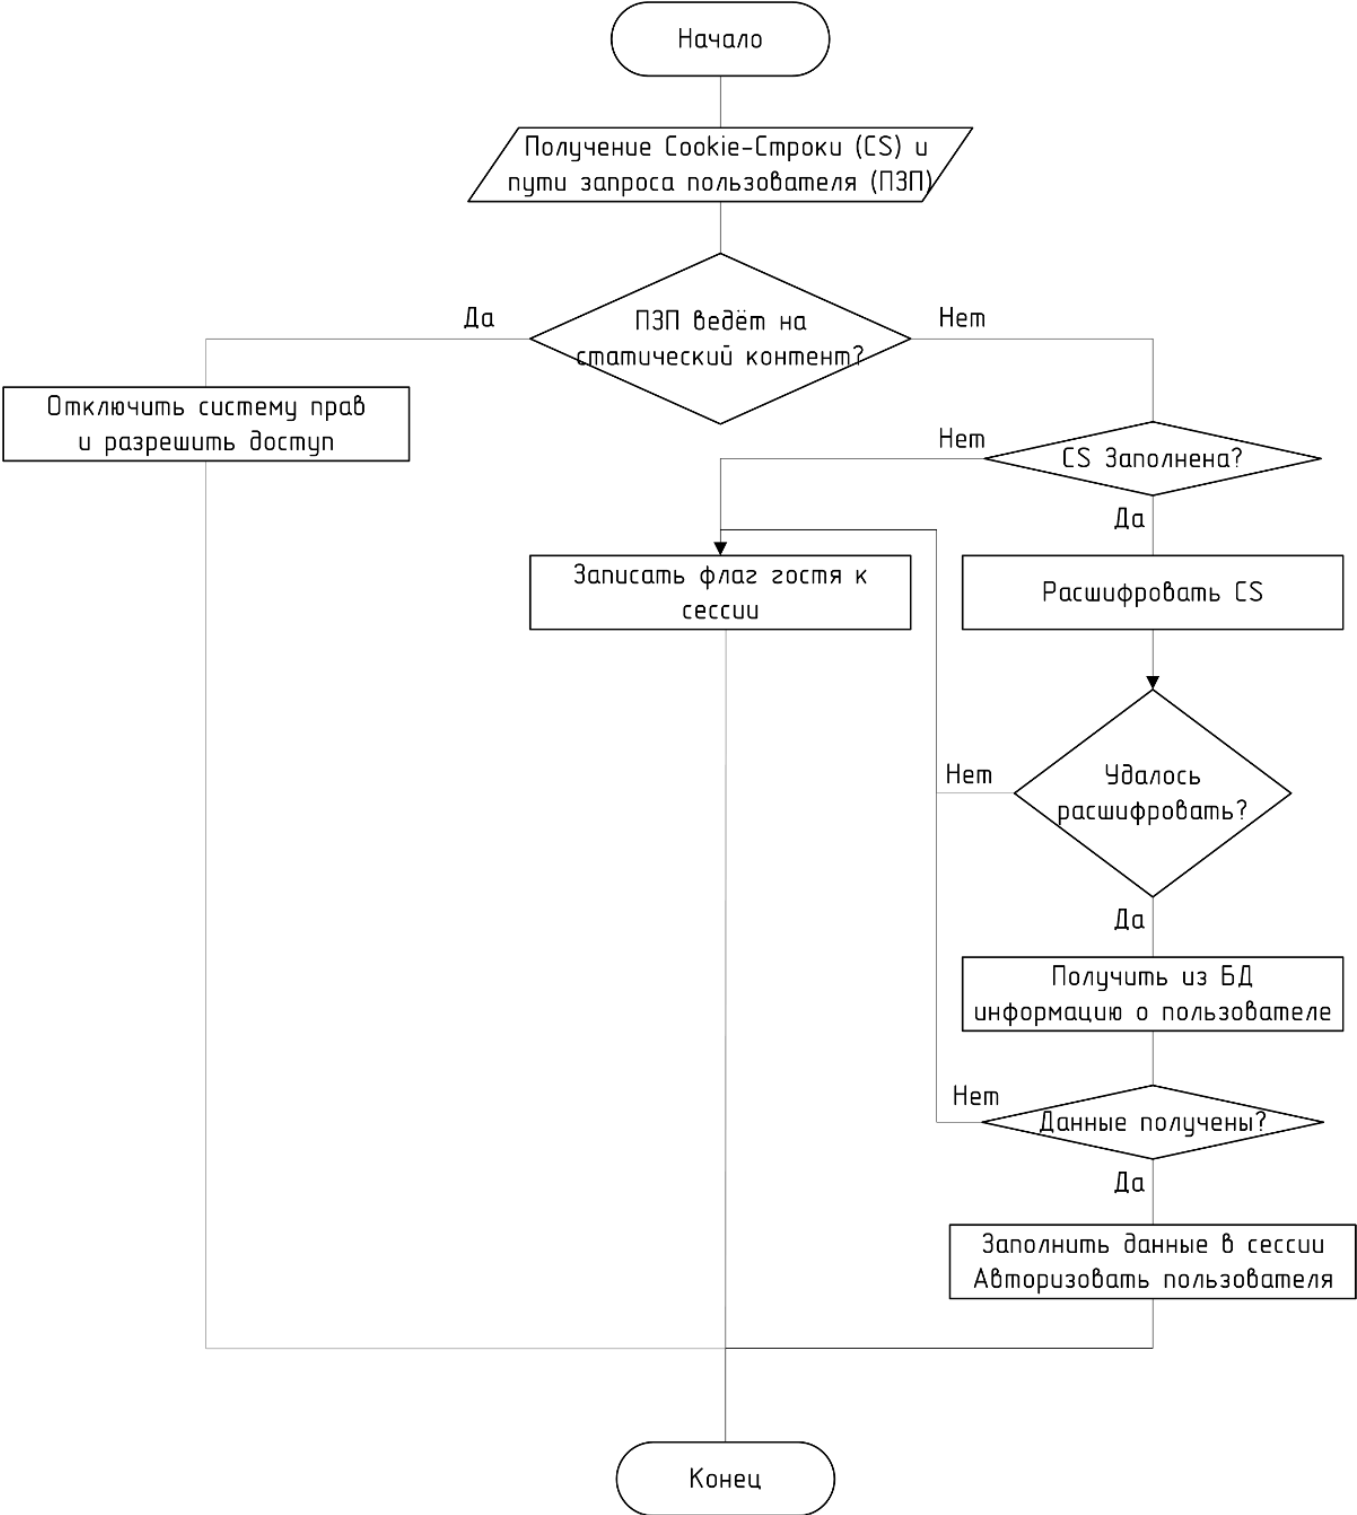 Начало
Получение Cookie-Строки (CS) и
пути запроса пользователя (ПЗП)
Да
ПЗП ведёт на
статический контент?
Нет
Отключить систему прав
и разрешить доступ
Нет
CS Заполнена?
Да
Записать флаг гостя к
сессии
Расшифровать CS
Нет
Удалось
расшифровать?
Да
Получить из БД
информацию о пользователе
Нет
Данные получены?
Да
Заполнить данные в сессии
Авторизовать пользователя
Конец